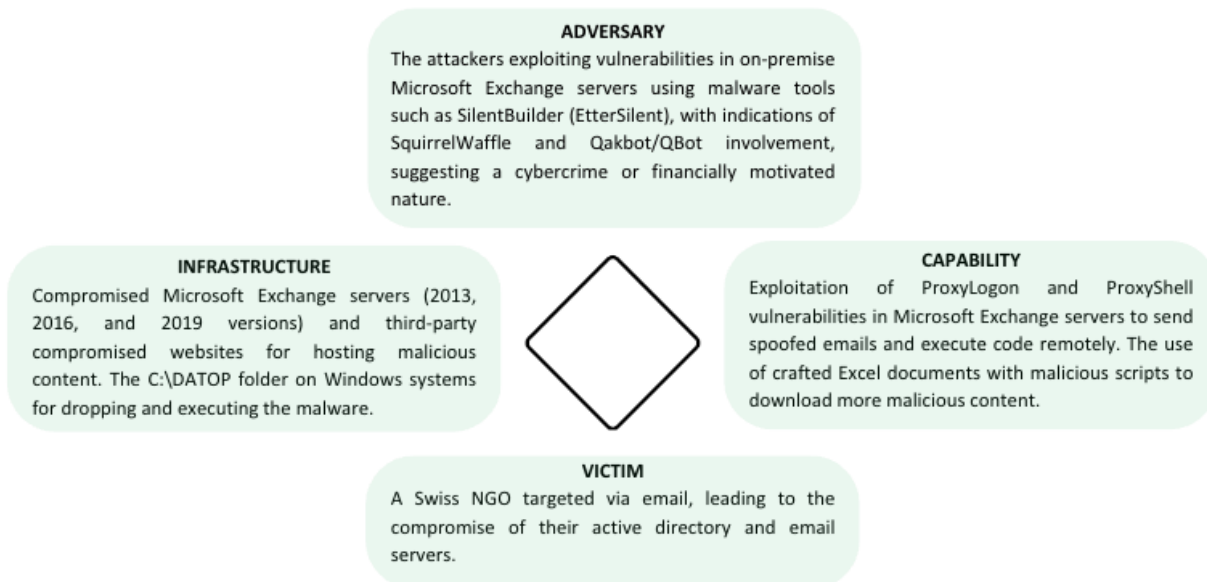 ADVERSARY
The attackers exploiting vulnerabilities in on-premise
Microsoft Exchange servers using malware tools
such as SilentBuilder (EtterSilent), with indications of
SquirrelWaffle and Qakbot/QBot involvement,
suggesting a cybercrime or financially motivated
nature.
INFRASTRUCTURE
Compromised Microsoft Exchange servers (2013,
2016, and 2019 versions) and third-party
compromised websites for hosting malicious
content. The C:\DATOP folder on Windows systems
for dropping and executing the malware.
CAPABILITY
Exploitation of ProxyLogon and ProxyShell
vulnerabilities in Microsoft Exchange servers to send
spoofed emails and execute code remotely. The use
of crafted Excel documents with malicious scripts to
download more malicious content.
VICTIM
A Swiss NGO targeted via email, leading to the
compromise of their active directory and email
servers.